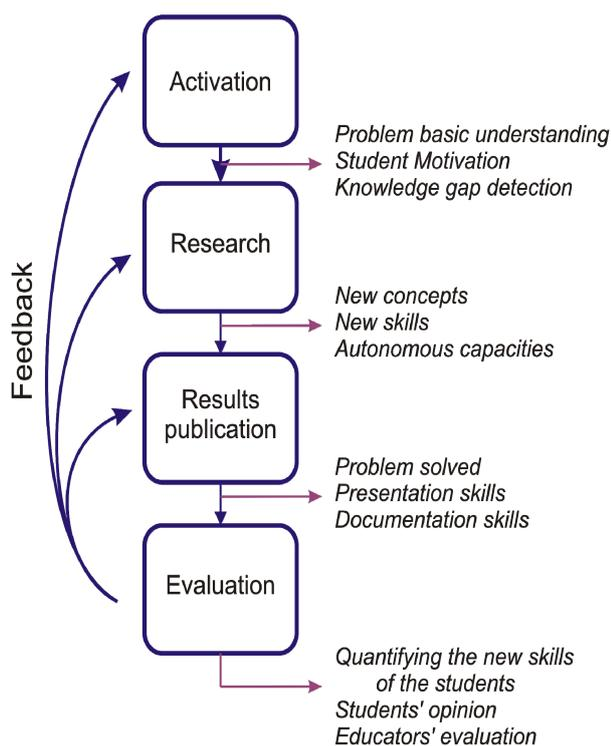 Activation
Problem basic understanding
Student Motivation
Knowledge gap detection
Research
New concepts
New skills
Autonomous capacities
Feedback
Results
publication
Problem solved
Presentation skills
Documentation skills
Evaluation
Quantifying the new skills
of the students
Students' opinion
Educators' evaluation